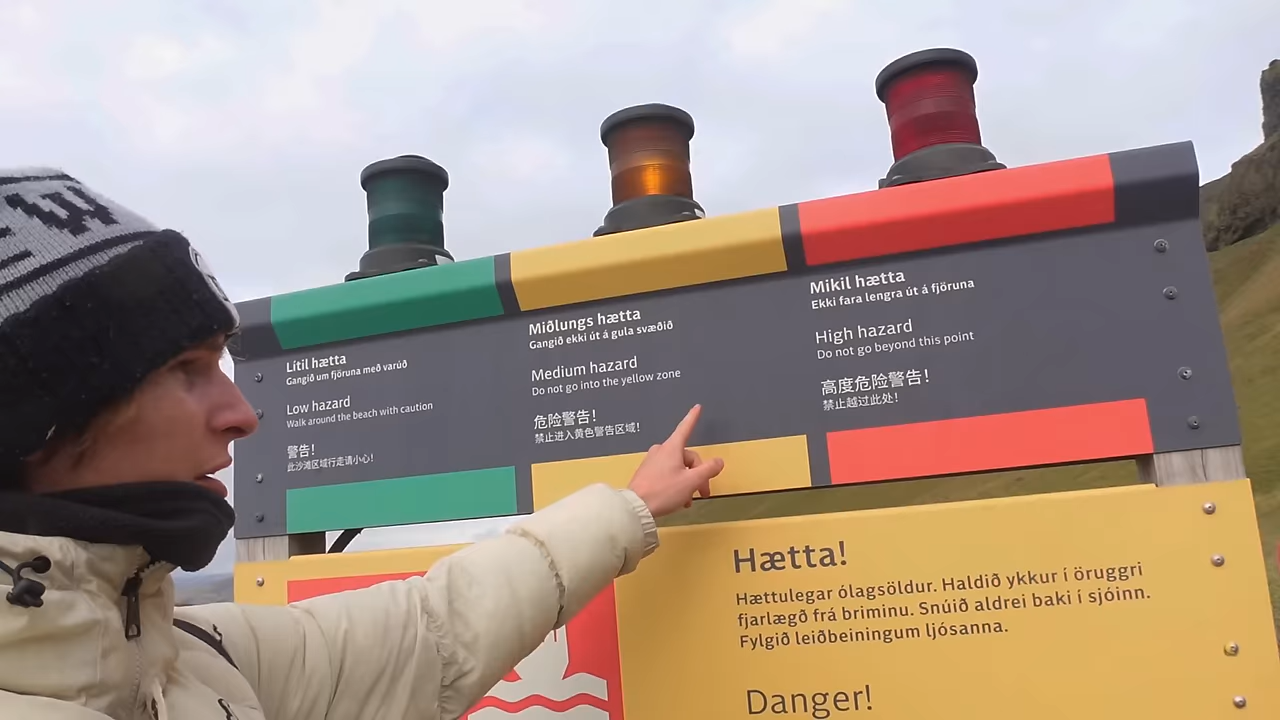 Lítil hætta
Gangið um fjöruna með varúð
Low hazard
Walk around the beach with caution
警告!
此沙滩区域行走请小心!
Miðlungs hætta
Gangið ekki út á gula svæðið
Medium hazard
Do not go into the yellow zone
危险警告!
禁止进入黄色警告区域!
Mikil hætta
Ekki fara lengra út á fjöruna
High hazard
Do not go beyond this point
高度危险警告!
禁止越过此处!
Hætta!
Hættulegar ólagsöldur. Haldið ykkur í öruggri
fjarlægð frá briminu. Snúið aldrei baki í sjóinn.
Fylgið leiðbeiningum ljósanna.
Danger!